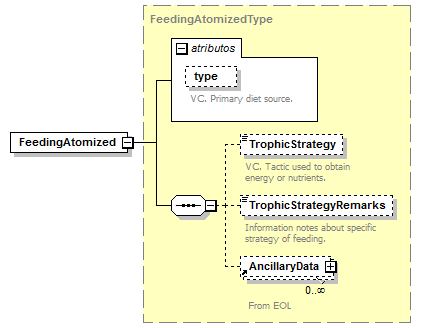 FeedingAtomizedType
atributos
type
VC. Primary diet source.
FeedingAtomized
TrophicStrategy
VC. Tactic used to obtain
energy or nutrients.
TrophicStrategyRemarks
Information notes about specific
strategy of feeding.
AncillaryData
0..∞
From EOL